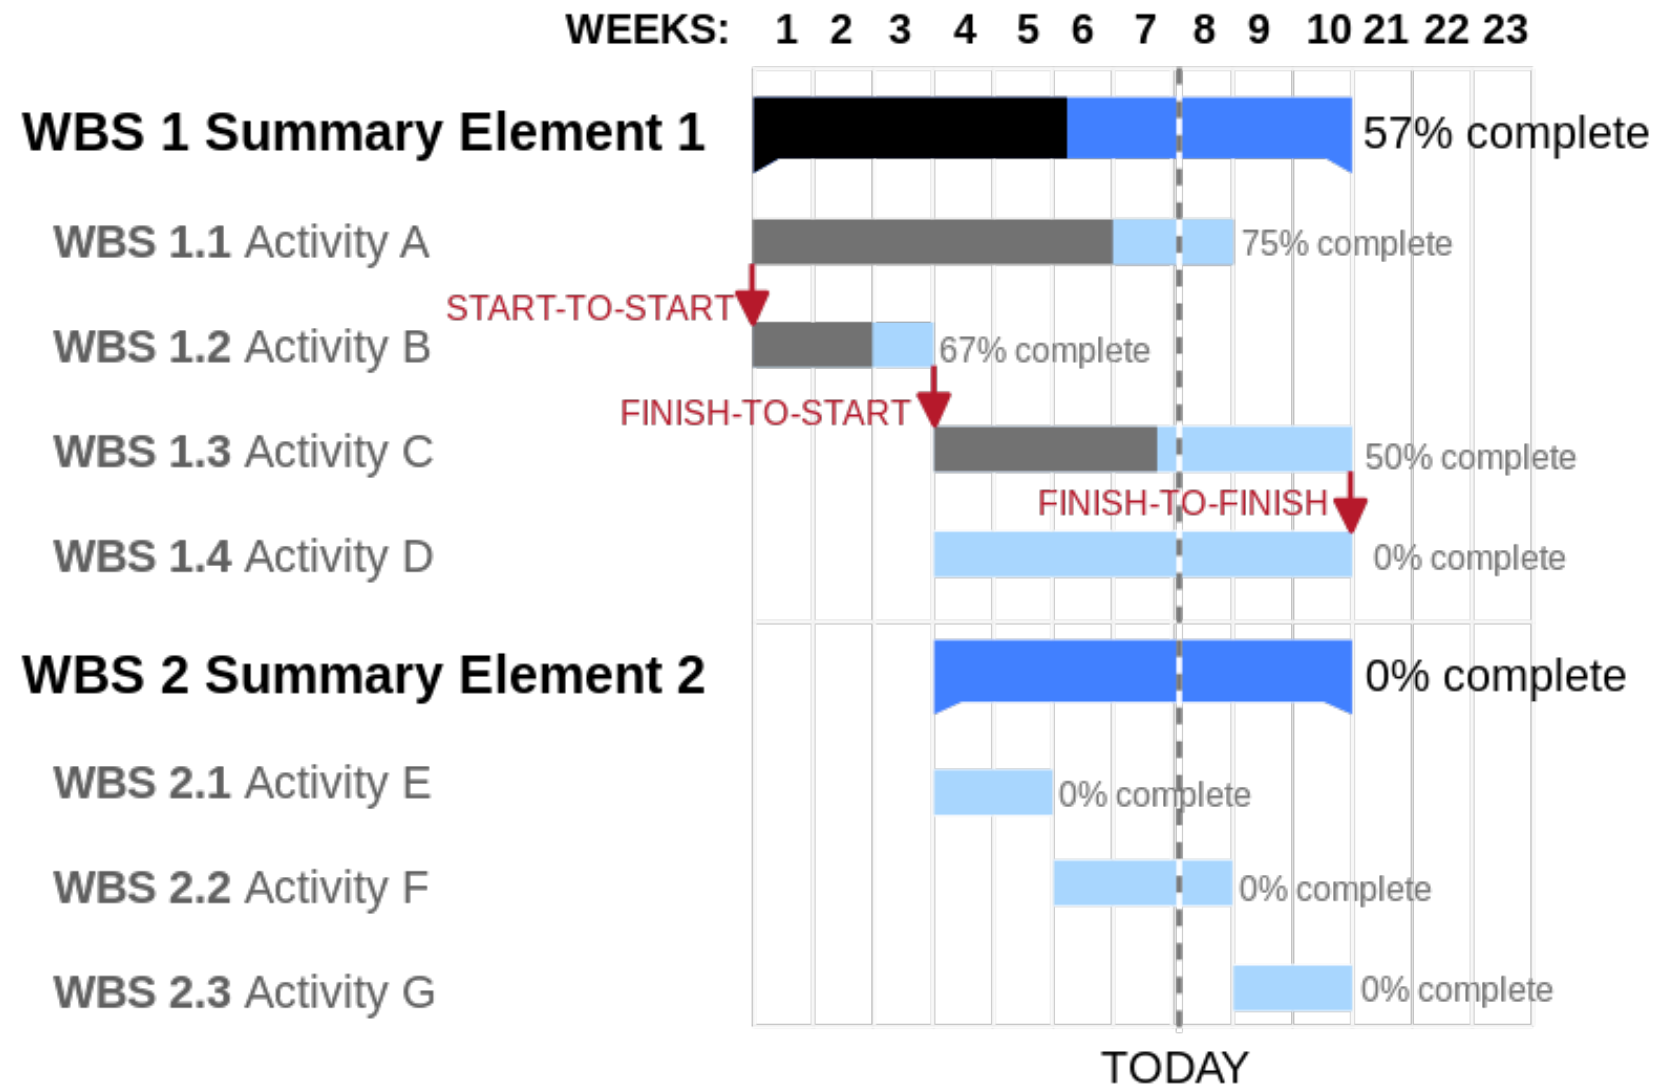 WEEKS: 1 2 3 4 5 6 7 8 9 10 21 22 23
WBS 1 Summary Element 1 57% complete
WBS 1.1 Activity A 75% complete
START-TO-START
WBS 1.2 Activity B 67% complete
FINISH-TO-START
WBS 1.3 Activity C 50% complete
FINISH-TO-FINISH
WBS 1.4 Activity D 0% complete
WBS 2 Summary Element 2 0% complete
WBS 2.1 Activity E 0% complete
WBS 2.2 Activity F 0% complete
WBS 2.3 Activity G 0% complete
TODAY